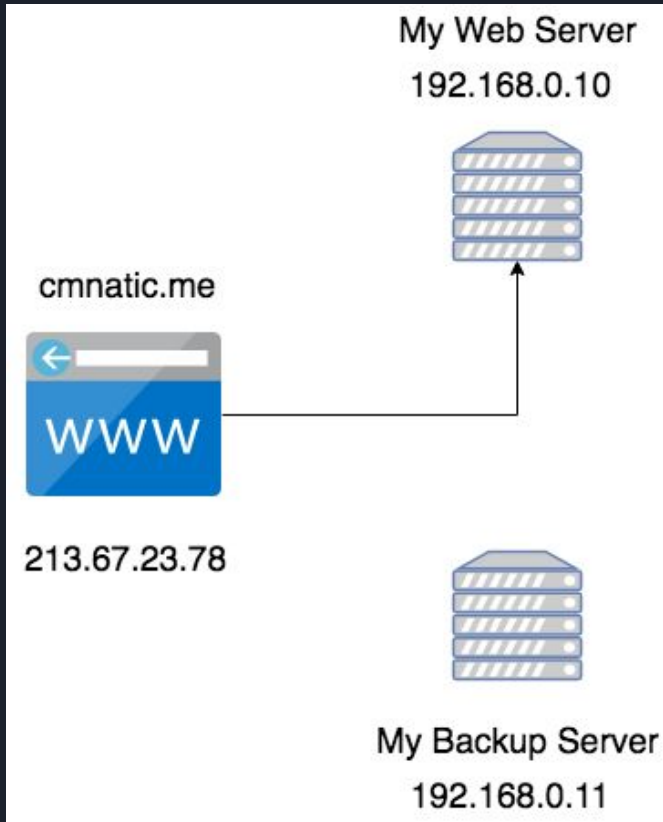 My Web Server
192.168.0.10
cmnatic.me
WWW
213.67.23.78
My Backup Server
192.168.0.11